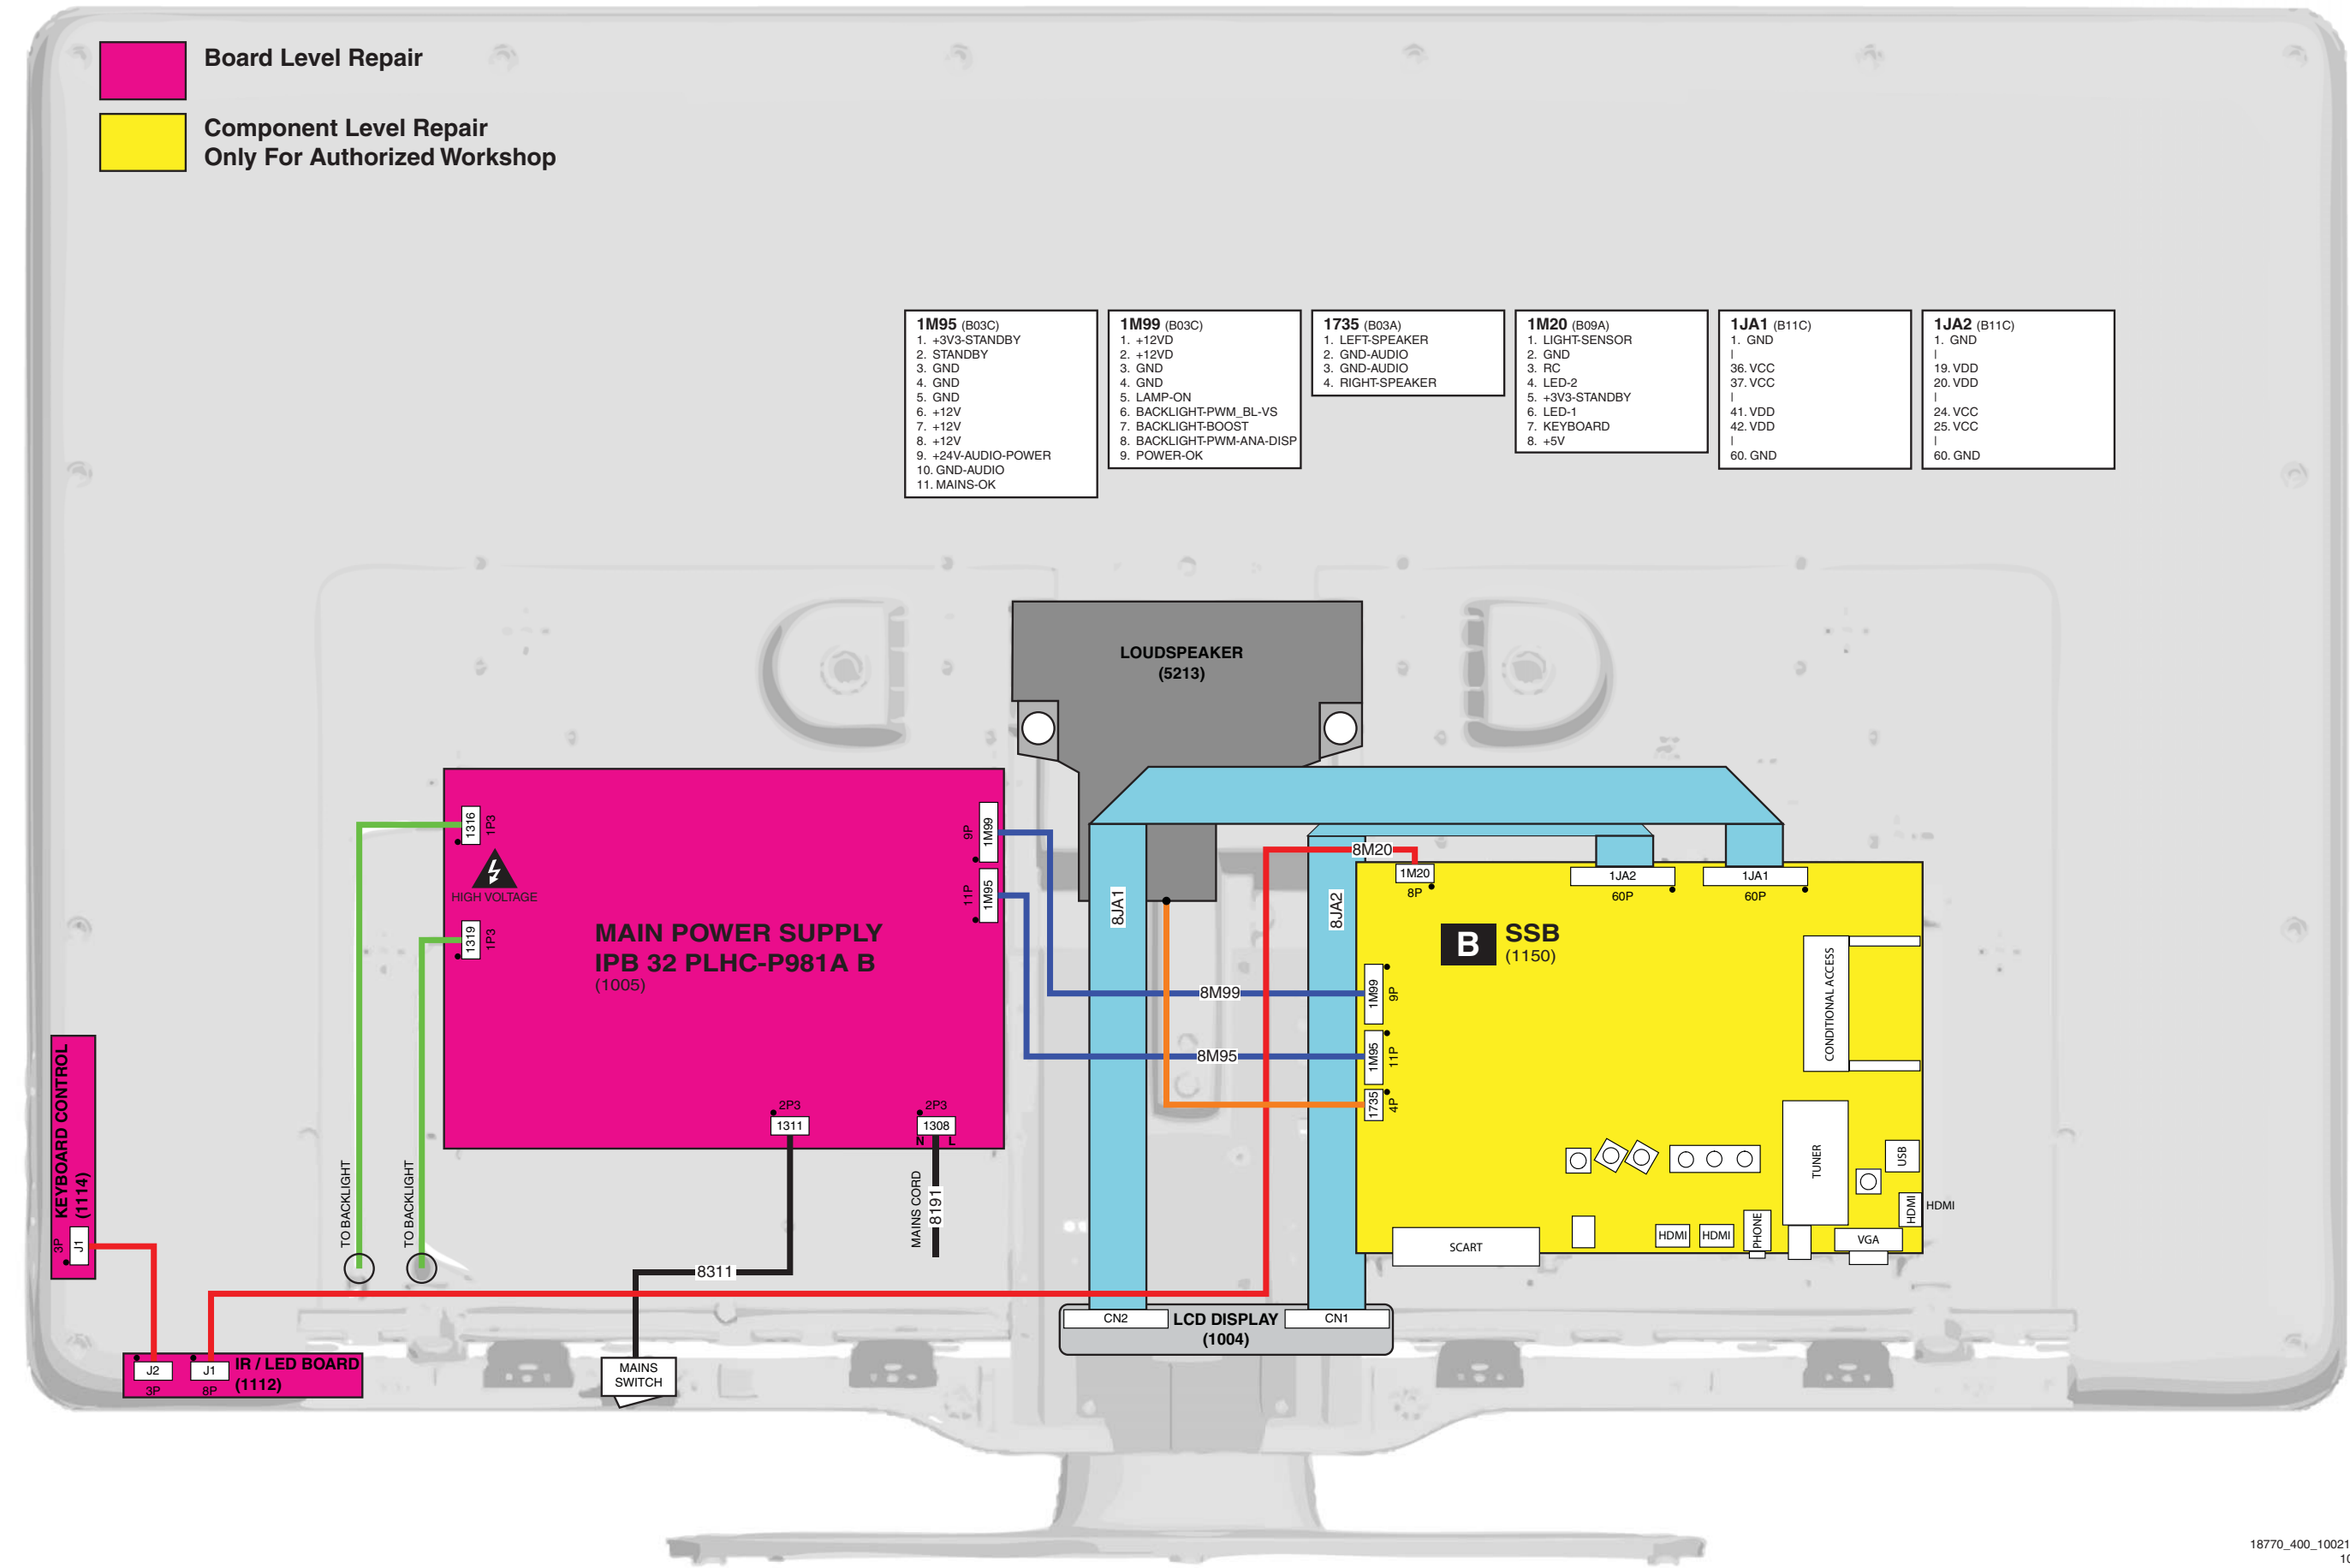 Board Level Repair
Component Level Repair
Only For Authorized Workshop
1M95 (B03C)
1. +3V3-STANDBY
2. STANDBY
3. GND
4. GND
5. GND
6. +12V
7. +12V
8. +12V
9. +24V-AUDIO-POWER
10. GND-AUDIO
11. MAINS-OK
1M99 (B03C)
1. +12VD
2. +12VD
3. GND
4. GND
5. LAMP-ON
6. BACKLIGHT-PWM_BL-VS
7. BACKLIGHT-BOOST
8. BACKLIGHT-PWM-ANA-DISP
9. POWER-OK
1735 (B03A)
1. LEFT-SPEAKER
2. GND-AUDIO
3. GND-AUDIO
4. RIGHT-SPEAKER
1M20 (B09A)
1. LIGHT-SENSOR
2. GND
3. RC
4. LED-2
5. +3V3-STANDBY
6. LED-1
7. KEYBOARD
8. +5V
1JA1 (B11C)
1. GND
|
36. VCC
37. VCC
|
41. VDD
42. VDD
|
60. GND
1JA2 (B11C)
1. GND
|
19. VDD
20. VDD
|
24. VCC
25. VCC
|
60. GND
LOUDSPEAKER
(5213)
1316
1P3
HIGH VOLTAGE
1319
1P3
9P
1M99
11P
1M95
MAIN POWER SUPPLY
IPB 32 PLHC-P981A B
(1005)
2P3
1311
2P3
1308
N L
MAINS CORD
8191
8311
MAINS
SWITCH
TO BACKLIGHT
TO BACKLIGHT
KEYBOARD CONTROL
(1114)
3P
J1
J2
3P
J1
8P
IR / LED BOARD
(1112)
8JA1
8JA2
8M20
8M99
8M95
1M20
8P
1JA2
60P
1JA1
60P
B
SSB
(1150)
1M99
9P
1M95
11P
1735
4P
CONDITIONAL ACCESS
TUNER
USB
HDMI
HDMI
SCART
HDMI
HDMI
PHONE
VGA
CN2
LCD DISPLAY
(1004)
CN1